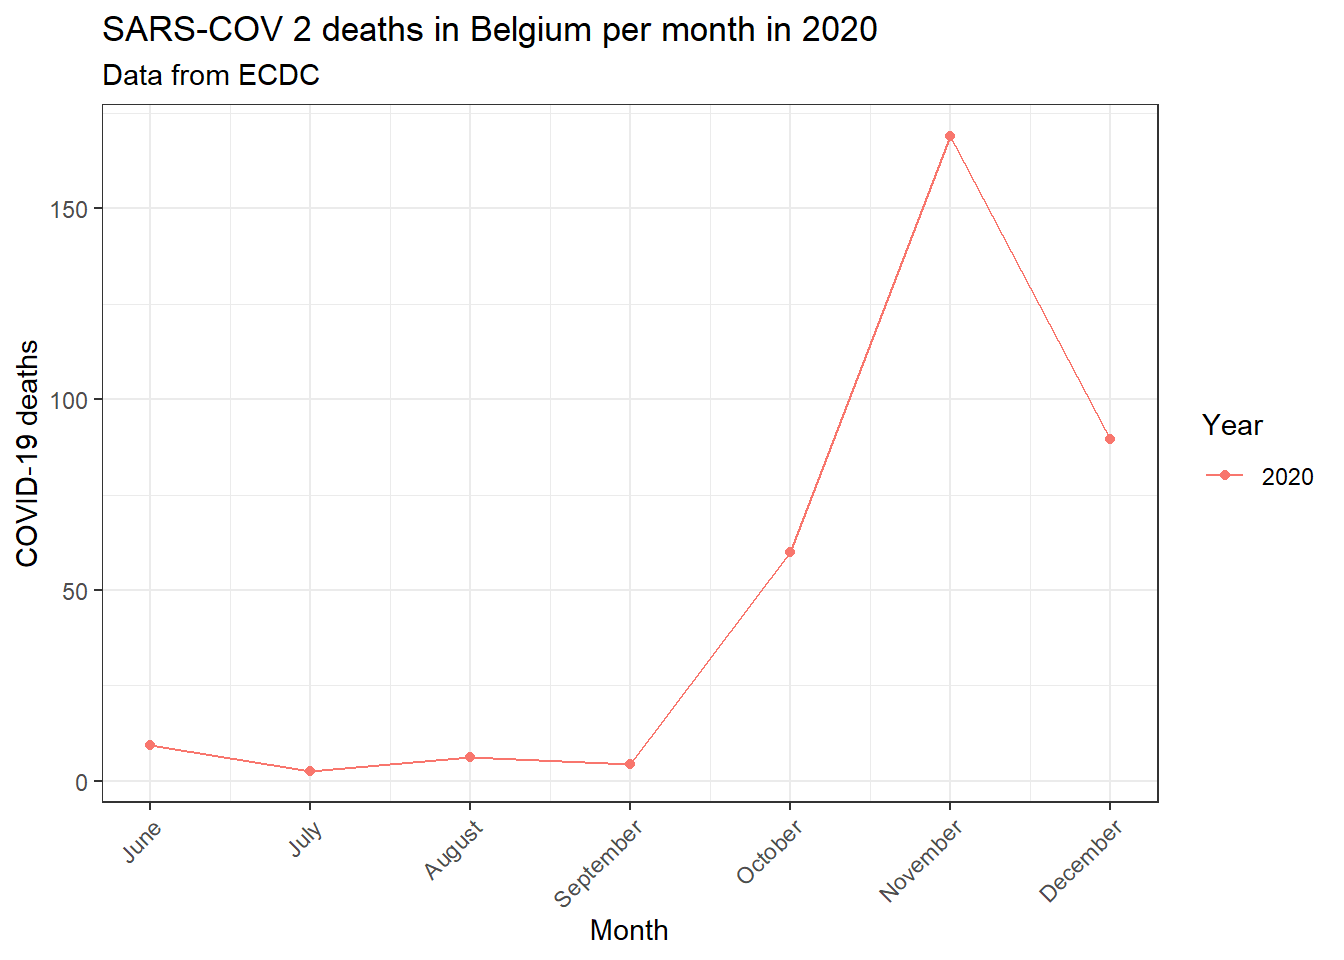 SARS-COV 2 deaths in Belgium per month in 2020
Data from ECDC
COVID-19 deaths
150
100
50
0
June
July
August
September
October
November
December
Month
Year
2020